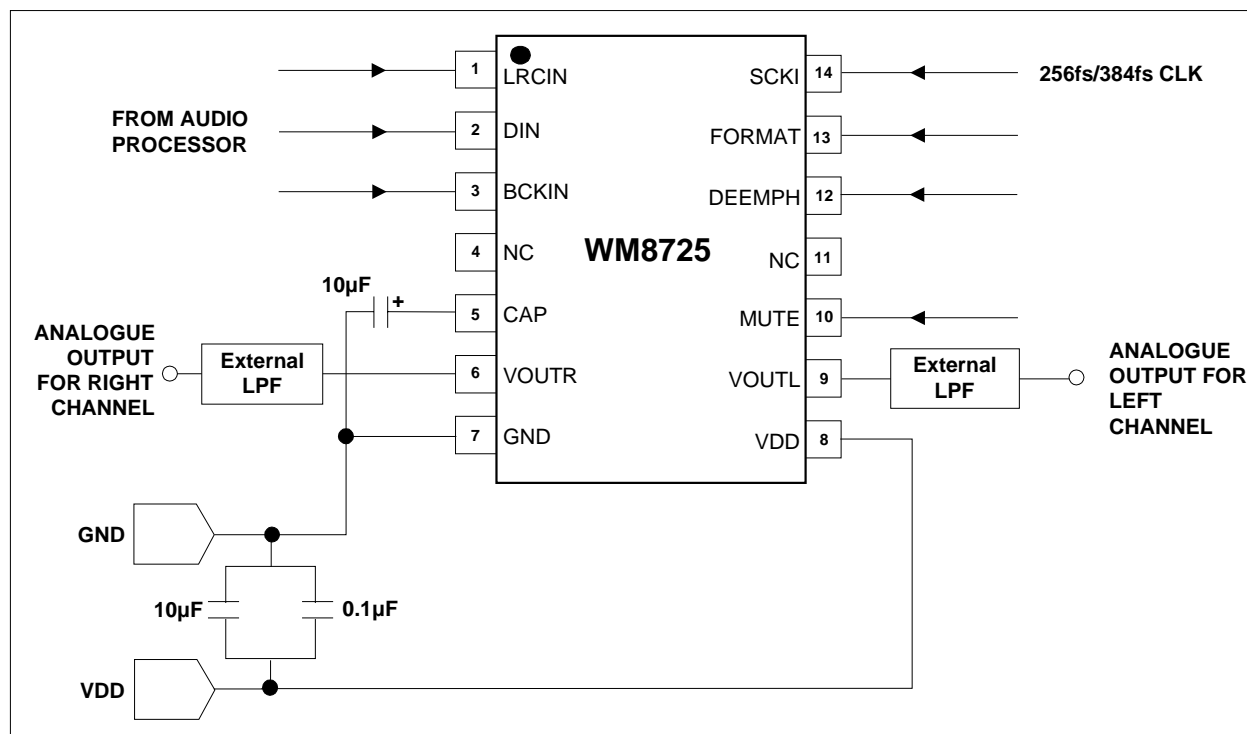 1
LRCIN
SCKI
14
256fs/384fs CLK
FROM AUDIO
PROCESSOR
2
DIN
FORMAT
13
3
BCKIN
DEEMPH
12
4
NC
WM8725
NC
11
10µF
+
5
CAP
MUTE
10
ANALOGUE
OUTPUT
FOR RIGHT
CHANNEL
External
LPF
6
VOUTR
VOUTL
9
External
LPF
ANALOGUE
OUTPUT FOR
LEFT
CHANNEL
7
GND
VDD
8
GND
10µF
0.1µF
VDD